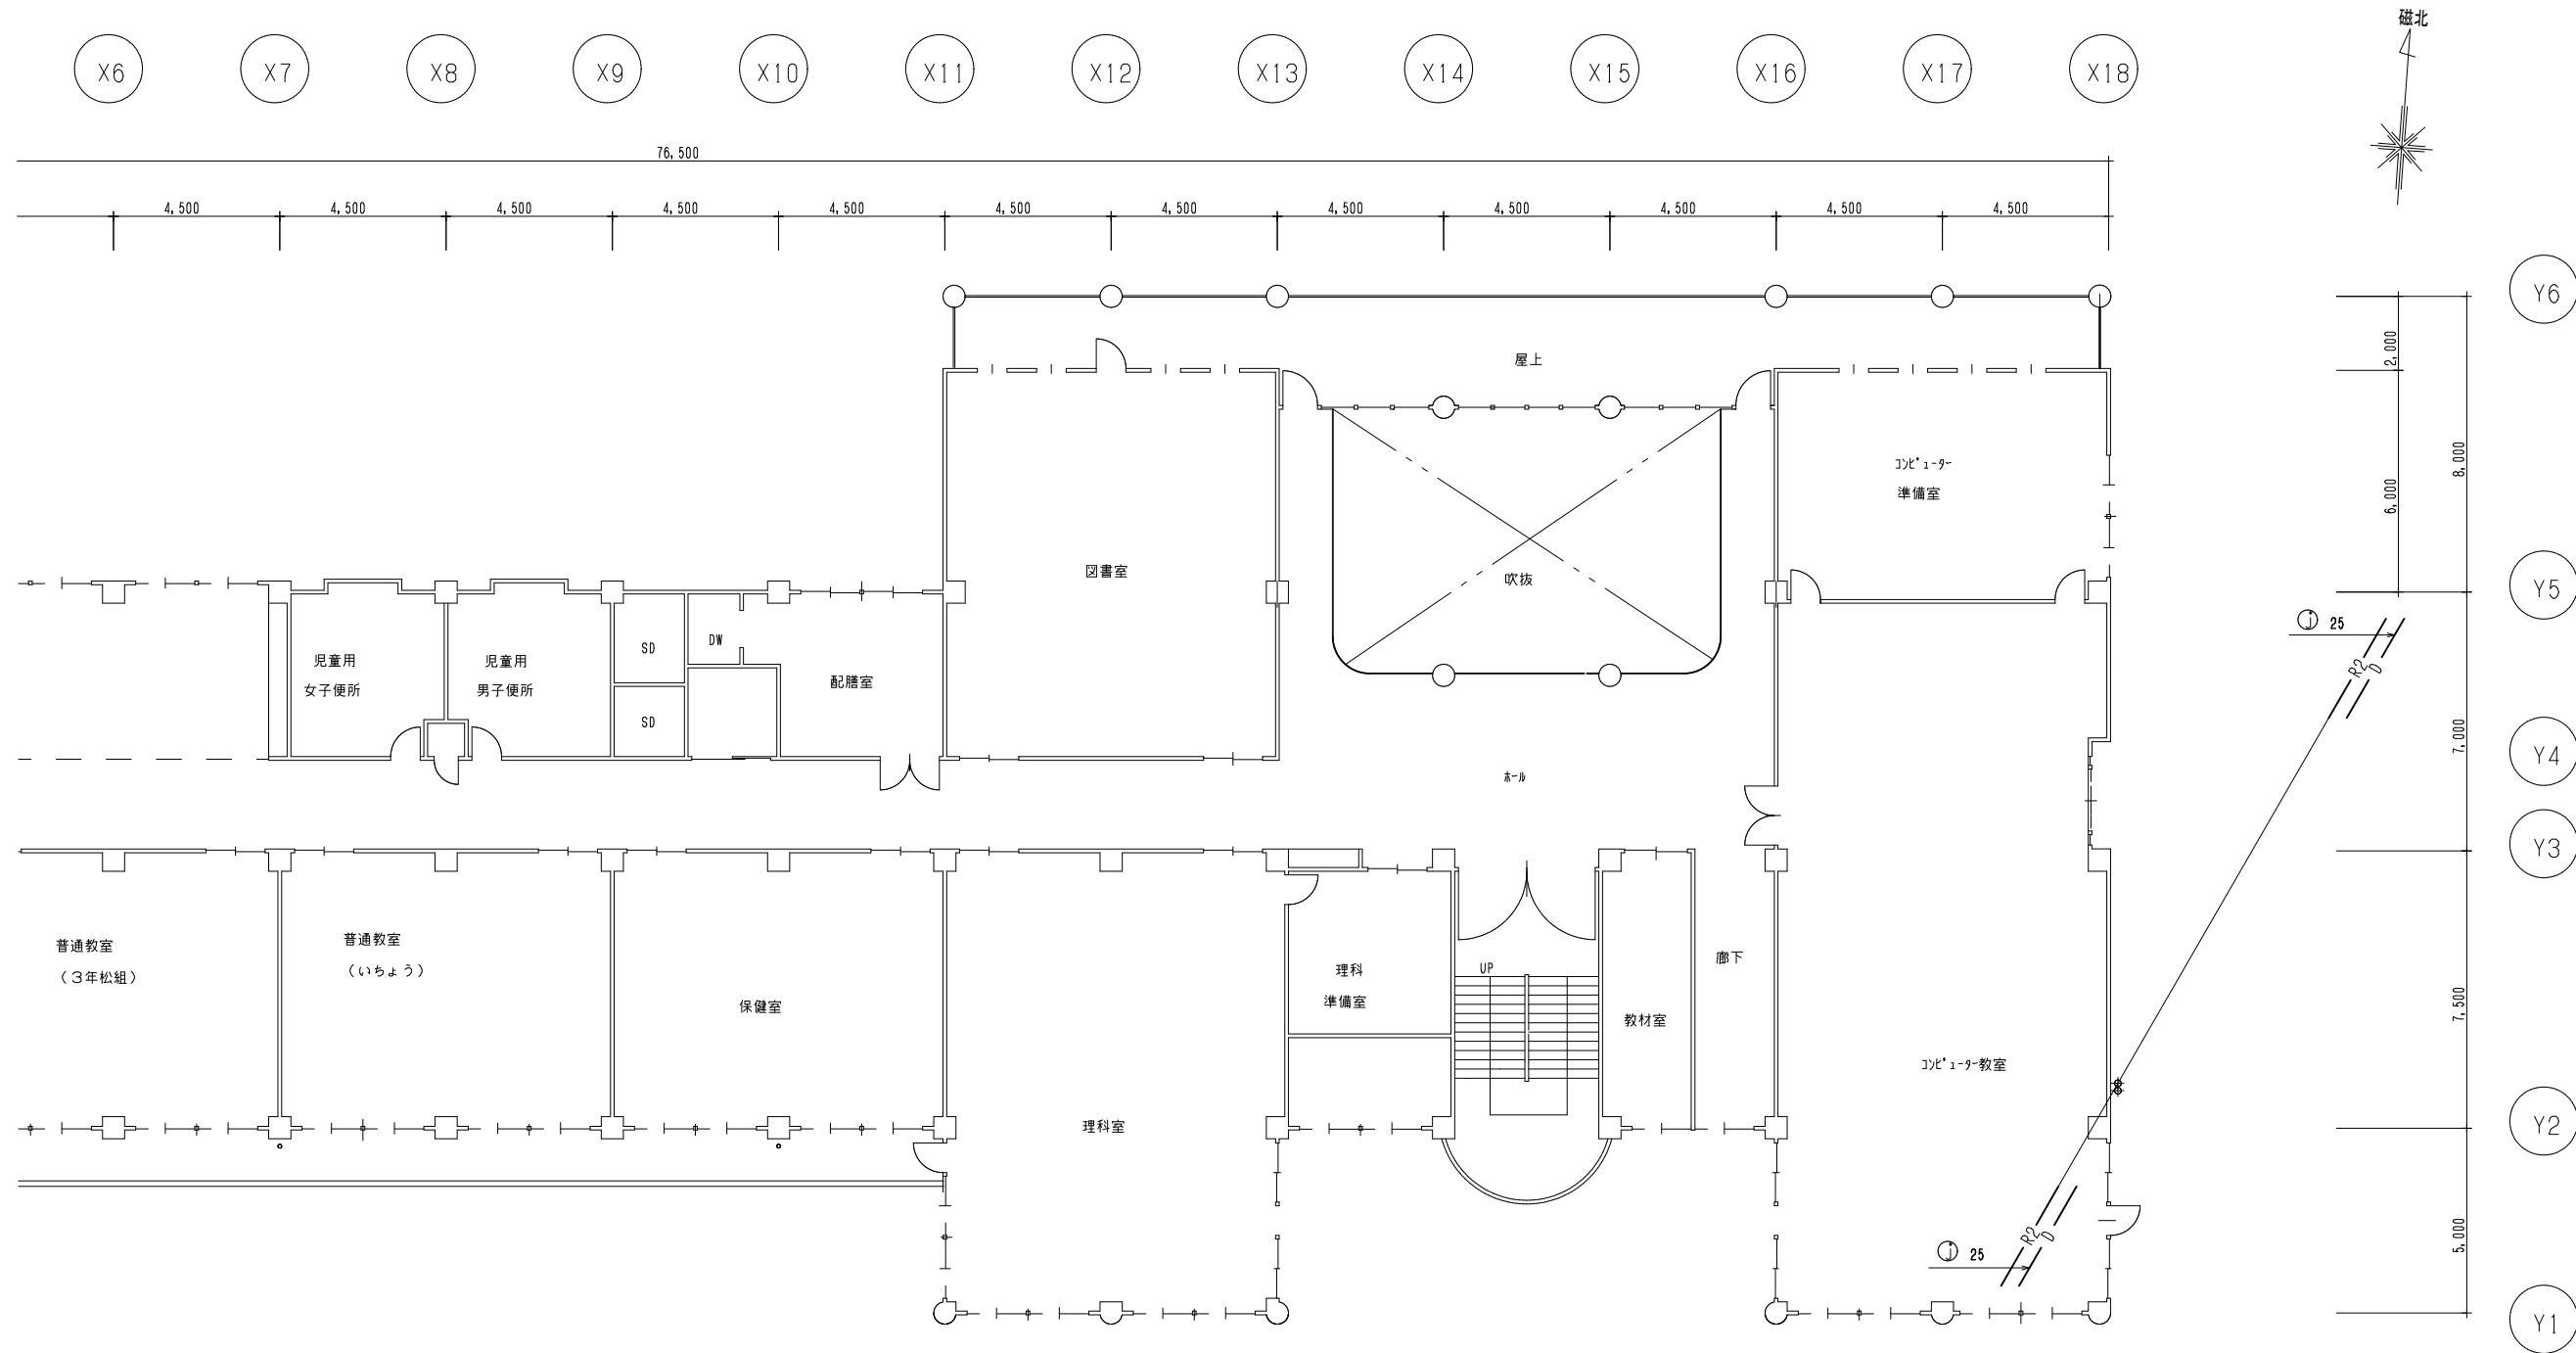 磁北
X6 X7 X8 X9 X10 X11 X12 X13 X14 X15 X16 X17 X18
76,500
4,500 4,500 4,500 4,500 4,500 4,500 4,500 4,500 4,500 4,500 4,500 4,500
Y6
2,000
屋上
8,000
コンピューター
準備室
6,000
図書室
吹抜
Y5
j 25
DW
SD
児童用
女子便所
児童用
男子便所
配膳室
R2
D
SD
7,000
Y4
ホール
Y3
普通教室
(3年松組)
普通教室
(いちょう)
保健室
理科
準備室
UP
廊下
教材室
7,500
コンピューター教室
理科室
Y2
R2
D
j 25
5,000
Y1